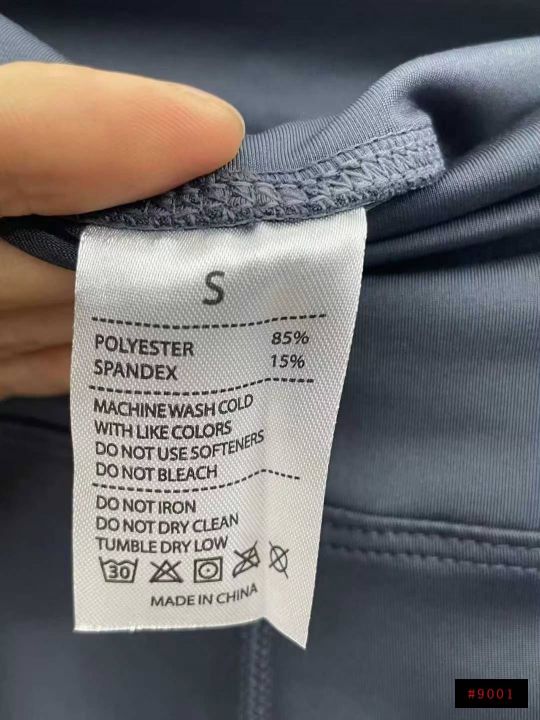 S
POLYESTER 85%
SPANDEX 15%
MACHINE WASH COLD
WITH LIKE COLORS
DO NOT USE SOFTENERS
DO NOT BLEACH
DO NOT IRON
DO NOT DRY CLEAN
TUMBLE DRY LOW
30
MADE IN CHINA
#9001